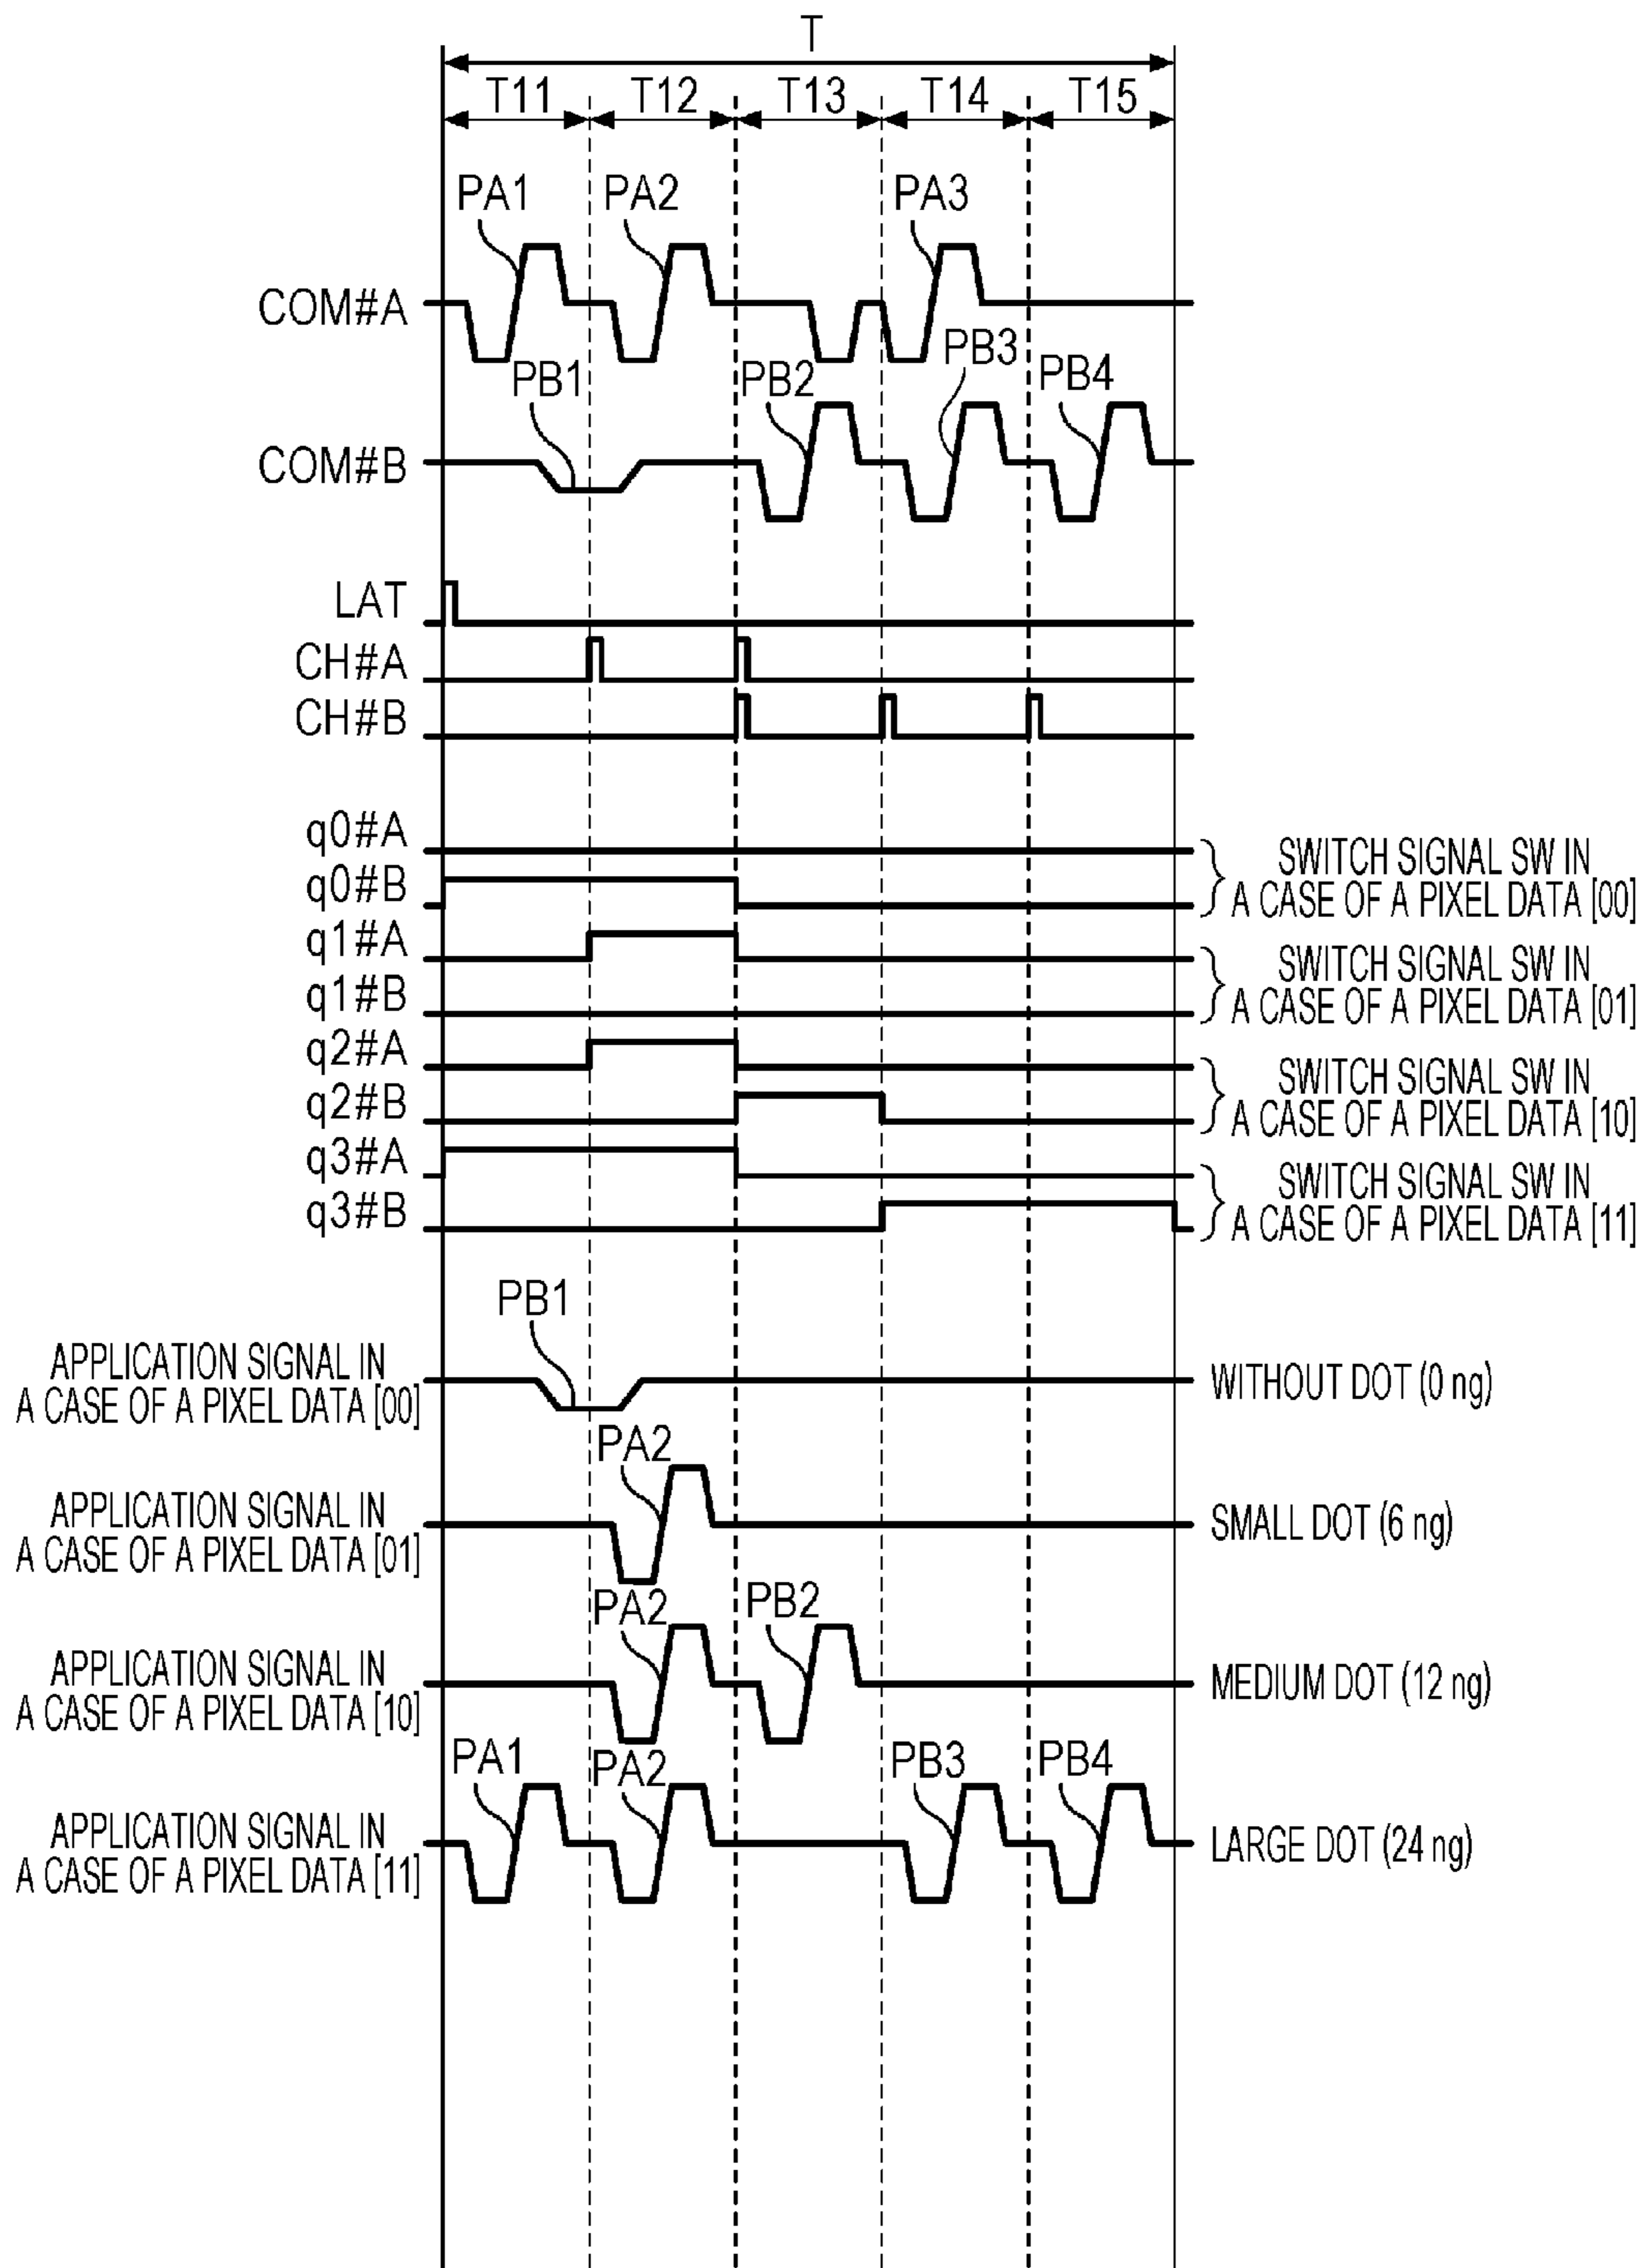 T
T11 T12 T13 T14 T15
PA1 PA2 PA3
COM#A
PB1 PB2 PB3 PB4
COM#B
LAT
CH#A
CH#B
q0#A
q0#B
SWITCH SIGNAL SW IN
A CASE OF A PIXEL DATA [00]
q1#A
q1#B
SWITCH SIGNAL SW IN
A CASE OF A PIXEL DATA [01]
q2#A
q2#B
SWITCH SIGNAL SW IN
A CASE OF A PIXEL DATA [10]
q3#A
q3#B
SWITCH SIGNAL SW IN
A CASE OF A PIXEL DATA [11]
PB1
APPLICATION SIGNAL IN
A CASE OF A PIXEL DATA [00]
WITHOUT DOT (0 ng)
PA2
APPLICATION SIGNAL IN
A CASE OF A PIXEL DATA [01]
SMALL DOT (6 ng)
PA2 PB2
APPLICATION SIGNAL IN
A CASE OF A PIXEL DATA [10]
MEDIUM DOT (12 ng)
PA1 PA2 PB3 PB4
APPLICATION SIGNAL IN
A CASE OF A PIXEL DATA [11]
LARGE DOT (24 ng)